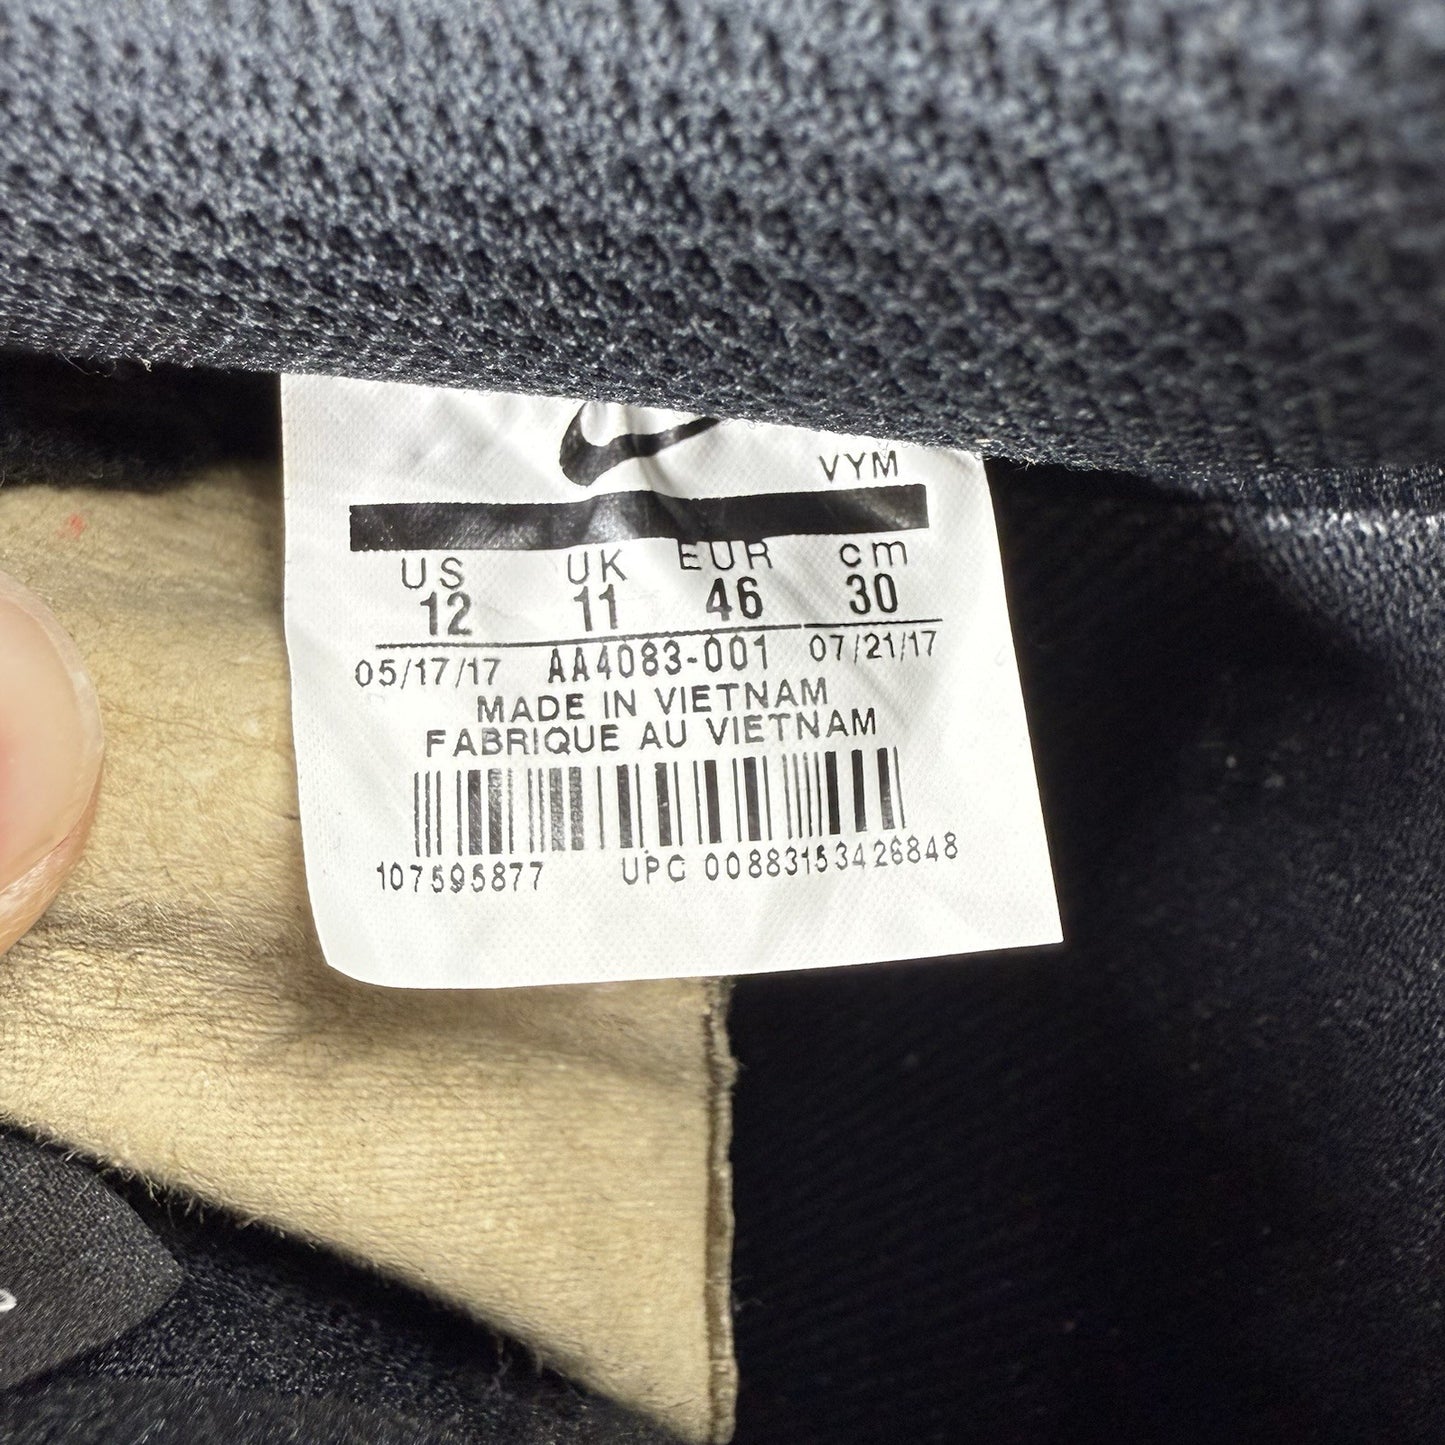 VYM
US UK EUR cm
12 11 46 30
05/17/17 AA4083-001 07/21/17
MADE IN VIETNAM
FABRIQUE AU VIETNAM
107595877 UPC 00883153426848